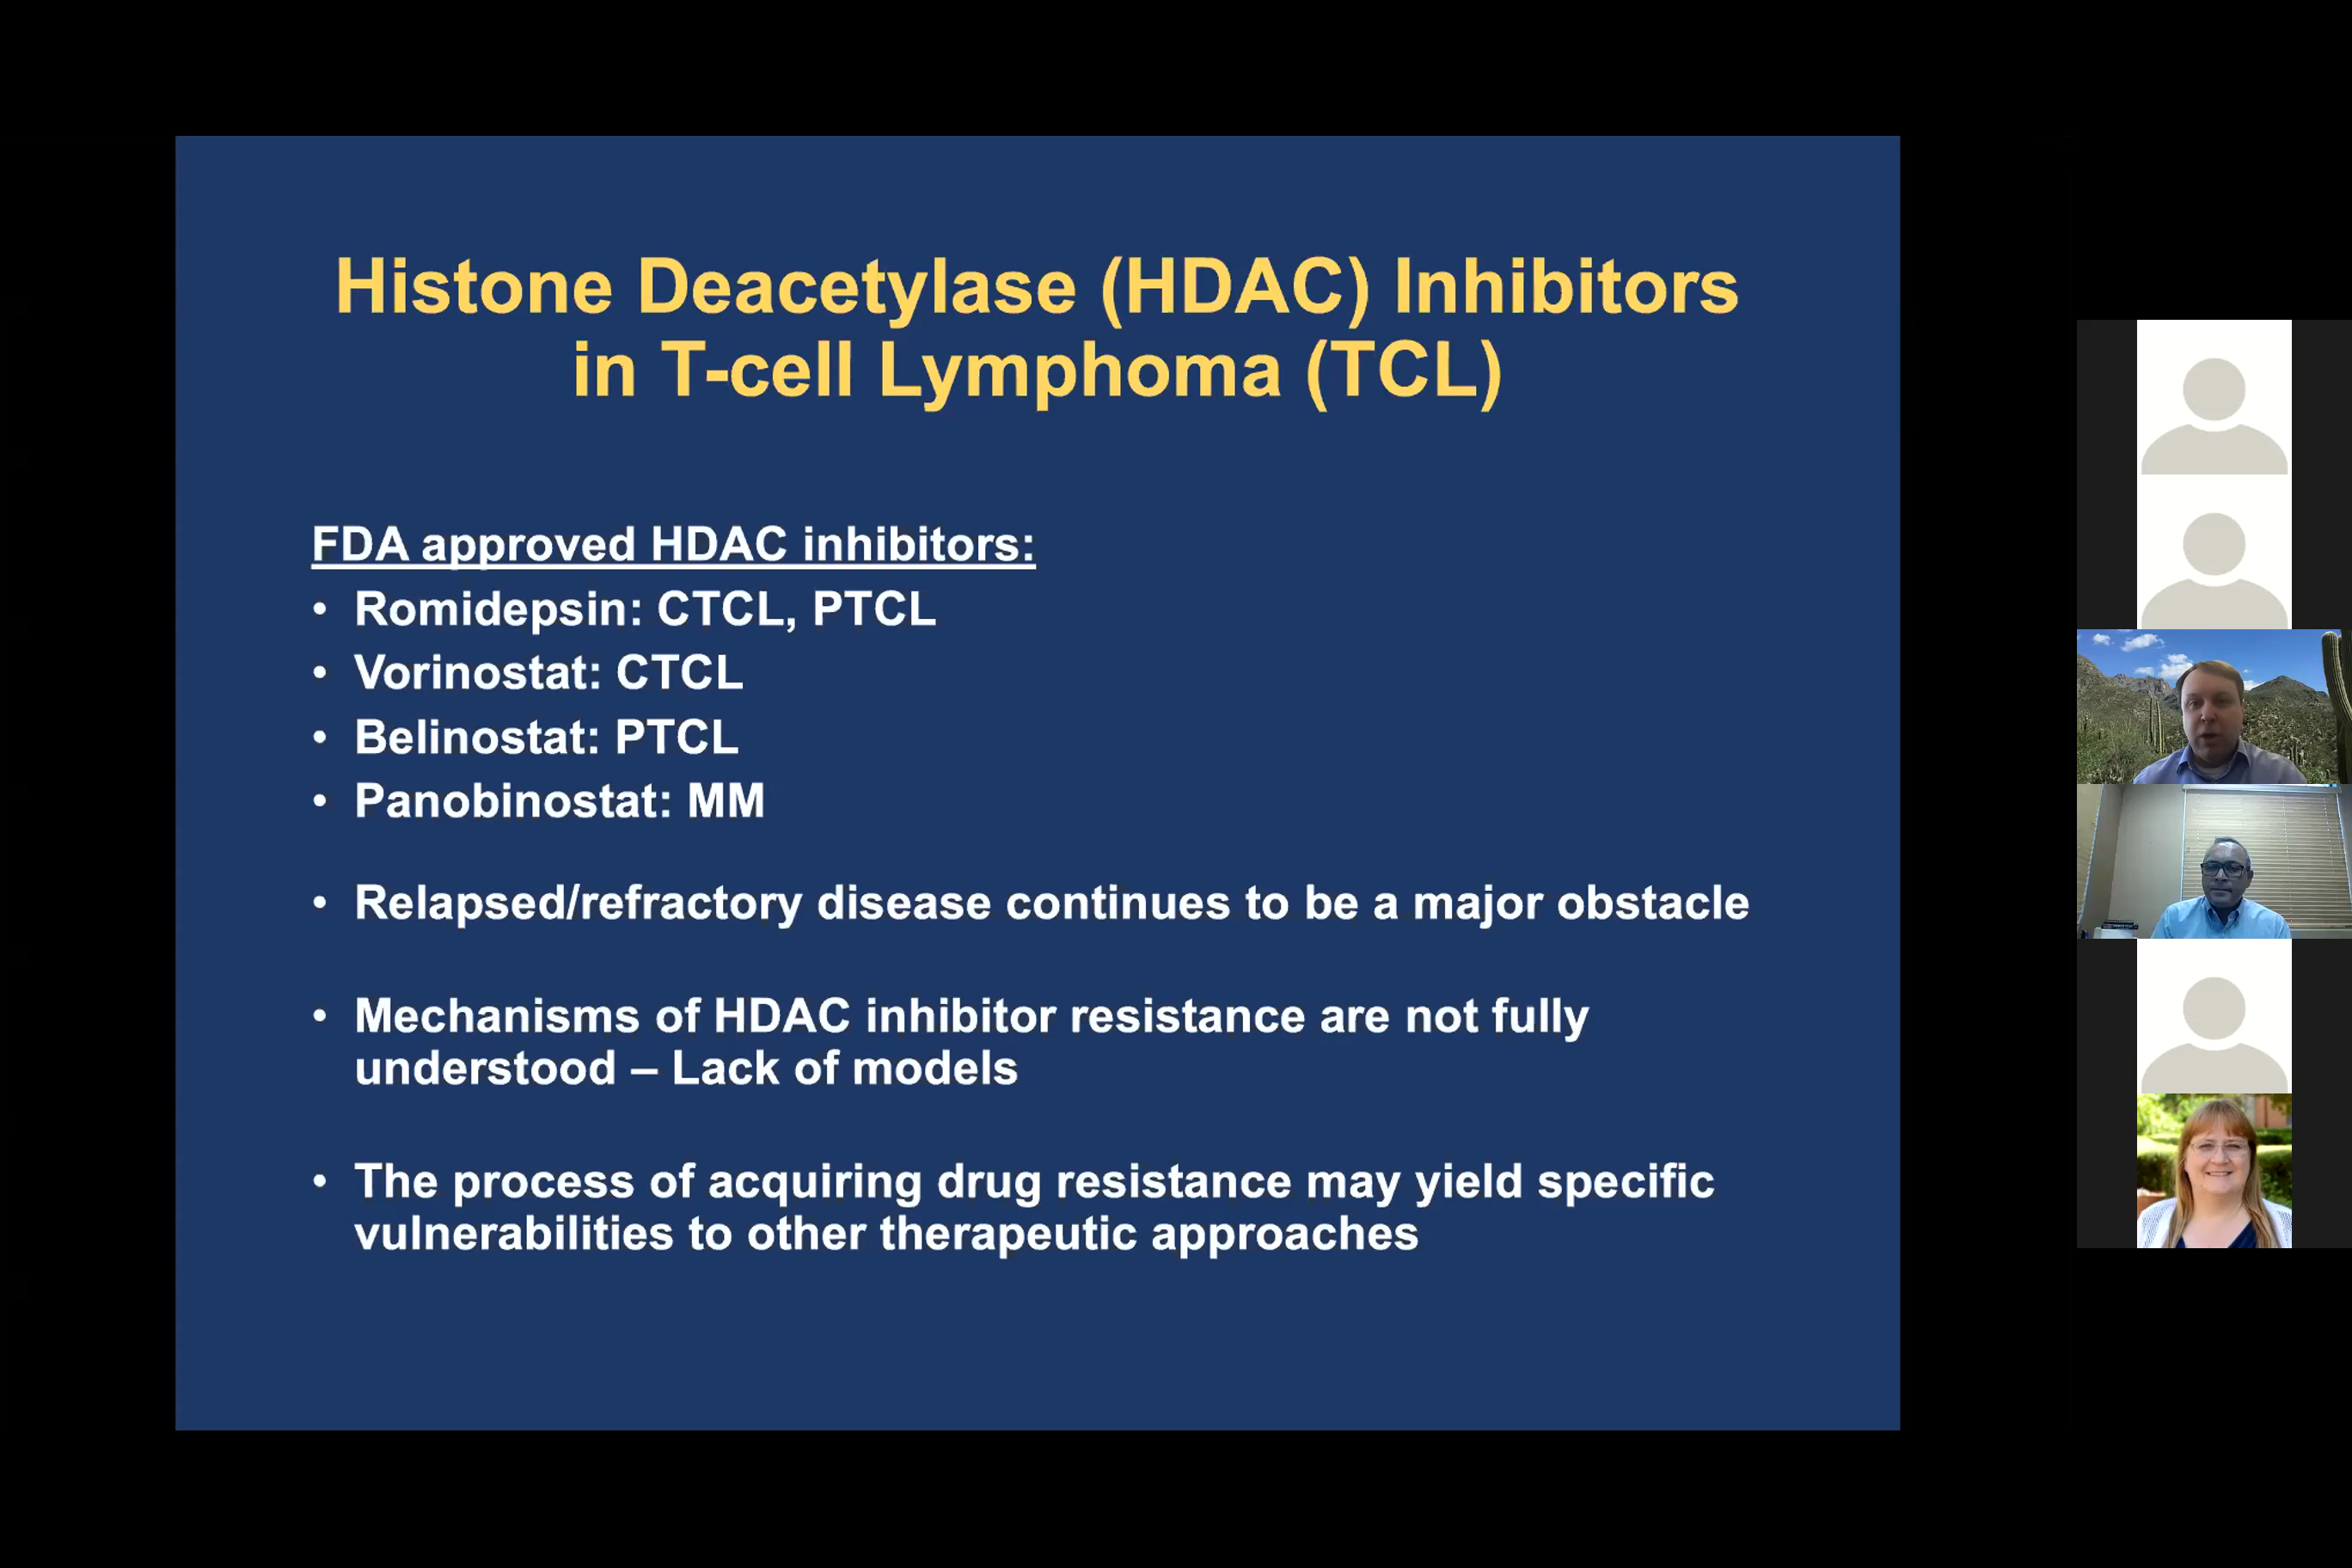 Histone Deacetylase (HDAC) Inhibitors
in T-cell Lymphoma (TCL)
FDA approved HDAC inhibitors:
• Romidepsin: CTCL, PTCL
• Vorinostat: CTCL
• Belinostat: PTCL
• Panobinostat: MM
• Relapsed/refractory disease continues to be a major obstacle
• Mechanisms of HDAC inhibitor resistance are not fully
understood – Lack of models
• The process of acquiring drug resistance may yield specific
vulnerabilities to other therapeutic approaches